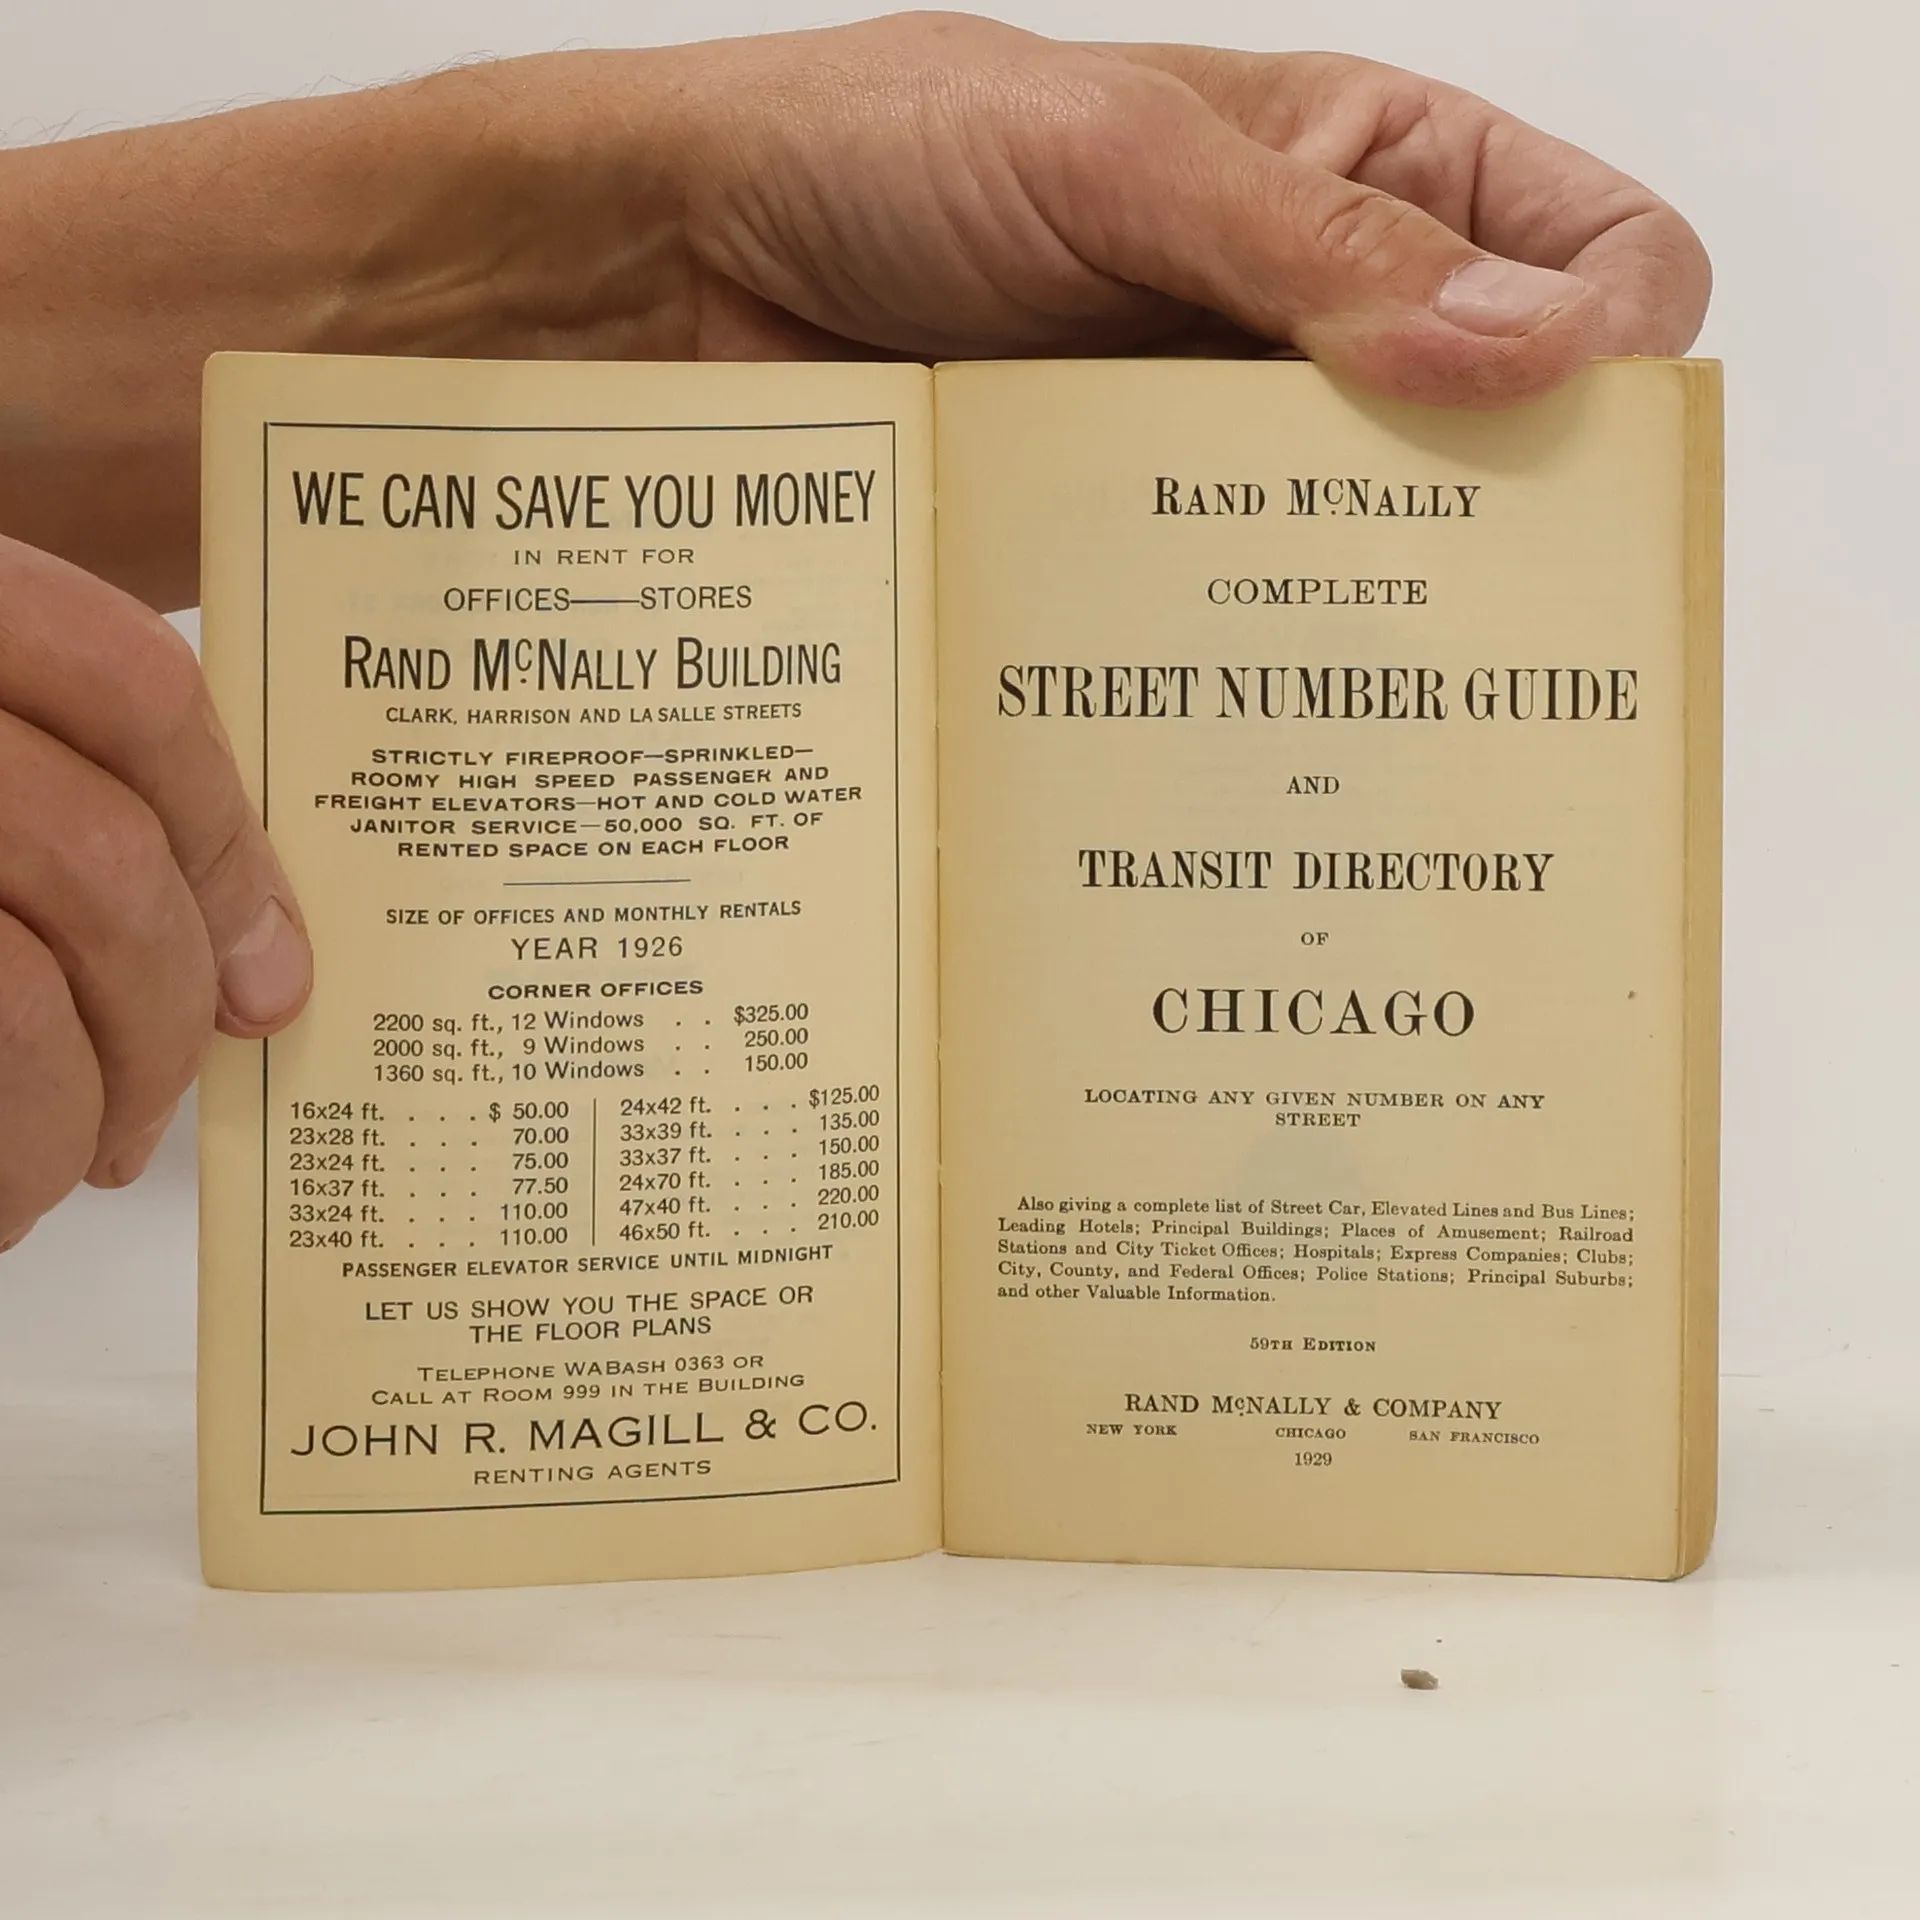 WE CAN SAVE YOU MONEY
IN RENT FOR
OFFICES——STORES
RAND MCNALLY BUILDING
CLARK, HARRISON AND LA SALLE STREETS
STRICTLY FIREPROOF—SPRINKLED—
ROOMY HIGH SPEED PASSENGER AND
FREIGHT ELEVATORS—HOT AND COLD WATER
JANITOR SERVICE—50,000 SQ. FT. OF
RENTED SPACE ON EACH FLOOR
SIZE OF OFFICES AND MONTHLY RENTALS
YEAR 1926
CORNER OFFICES
2200 sq. ft., 12 Windows . . $325.00
2000 sq. ft., 9 Windows . . 250.00
1360 sq. ft., 10 Windows . . 150.00
16x24 ft. . . . . $ 50.00
23x28 ft. . . . 70.00
23x24 ft. . . . 75.00
16x37 ft. . . . 77.50
33x24 ft. . . . 110.00
23x40 ft. . . . 110.00
24x42 ft. . . . $125.00
33x39 ft. . . . 135.00
33x37 ft. . . . 150.00
24x70 ft. . . . 185.00
47x40 ft. . . . 220.00
46x50 ft. . . . 210.00
PASSENGER ELEVATOR SERVICE UNTIL MIDNIGHT
LET US SHOW YOU THE SPACE OR
THE FLOOR PLANS
TELEPHONE WABASH 0363 OR
CALL AT ROOM 999 IN THE BUILDING
JOHN R. MAGILL & CO.
RENTING AGENTS
RAND MCNALLY
COMPLETE
STREET NUMBER GUIDE
AND
TRANSIT DIRECTORY
OF
CHICAGO
LOCATING ANY GIVEN NUMBER ON ANY
STREET
Also giving a complete list of Street Car, Elevated Lines and Bus Lines;
Leading Hotels; Principal Buildings; Places of Amusement; Railroad
Stations and City Ticket Offices; Hospitals; Express Companies; Clubs;
City, County, and Federal Offices; Police Stations; Principal Suburbs;
and other Valuable Information.
59TH EDITION
RAND MCNALLY & COMPANY
NEW YORK CHICAGO SAN FRANCISCO
1929